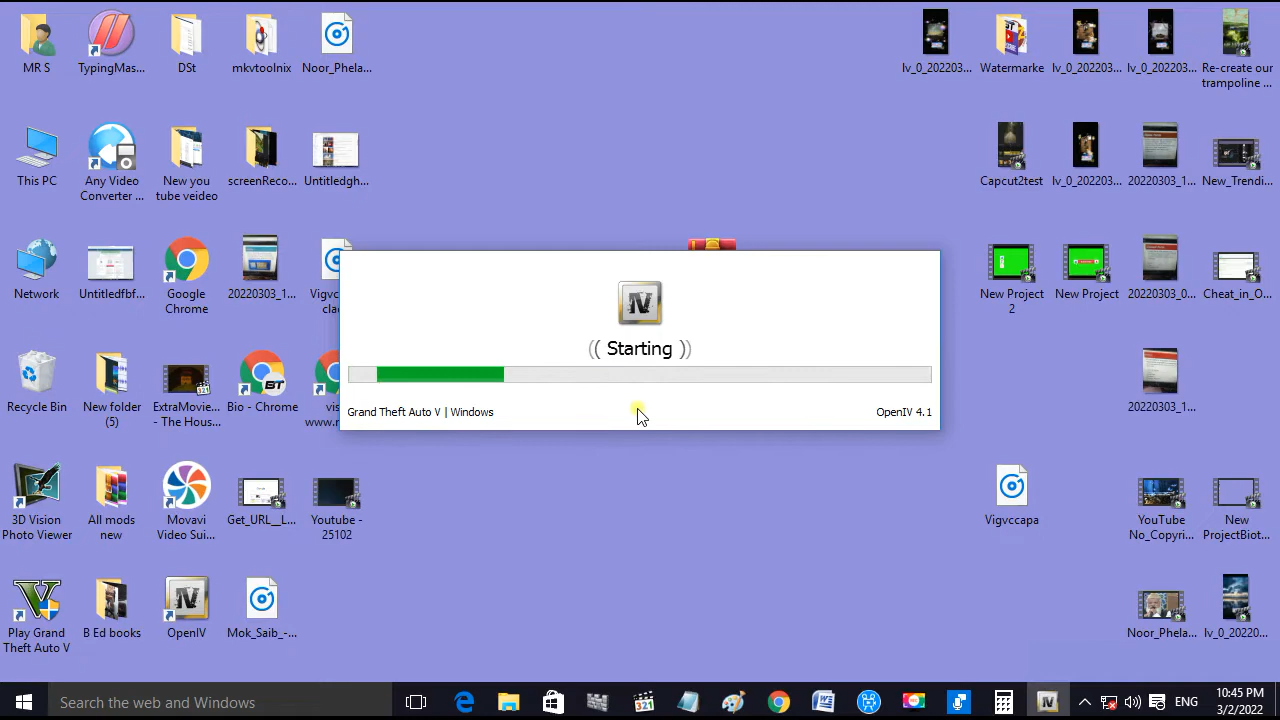 MR S
TypingMas...
DSt
mkvtoolnix
Noor_Phela...
lv_0_202203...
Watermarke
lv_0_202203...
lv_0_202203...
Re-create our
trampoline ...
This PC
Any Video
Converter ...
New you
tube veideo
screenReco...
Untitledgh...
Capcut2test
lv_0_202203...
20220303_1...
New_Trendi...
Network
Untitledfbf...
Google
Chrome
20220303_1...
Vigvc
clac
New Project
2
New Project
20220303_0...
Cheat_in_O...
Starting
Grand Theft Auto V | Windows
OpenIV 4.1
Recycle Bin
New folder
(5)
ExtraMovie...
- The Hous...
Bio - Chrome
vis
www.r
20220303_1...
3D Vision
Photo Viewer
All mods
new
Movavi
Video Sui...
Get_URL__L...
Youtube -
25102
Vigvccapa
YouTube
No_Copyri...
New
ProjectBiot...
Play Grand
Theft Auto V
B Ed books
OpenIV
Mok_Saib_-...
Noor_Phela...
lv_0_20220...
Search the web and Windows
ENG
10:45 PM
3/2/2022